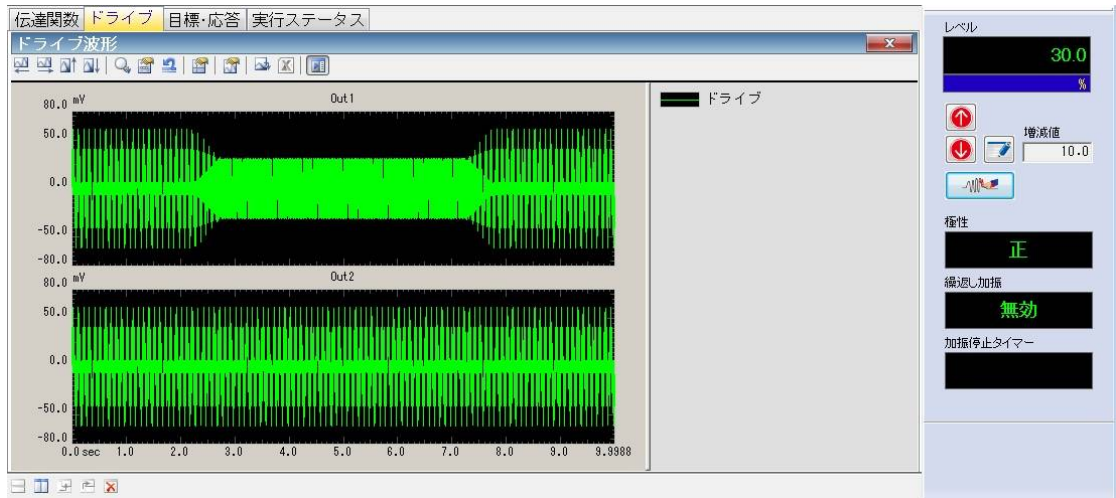 伝達関数 ドライブ 目標・応答 実行ステータス
ドライブ波形
80.0 mV Out1
50.0
0.0
-50.0
-80.0
80.0 mV Out2
50.0
0.0
-50.0
-80.0
0.0 sec 1.0 2.0 3.0 4.0 5.0 6.0 7.0 8.0 9.0 9.9988
ドライブ
レベル
30.0
%
増減値
10.0
極性
正
繰返し加振
無効
加振停止タイマー